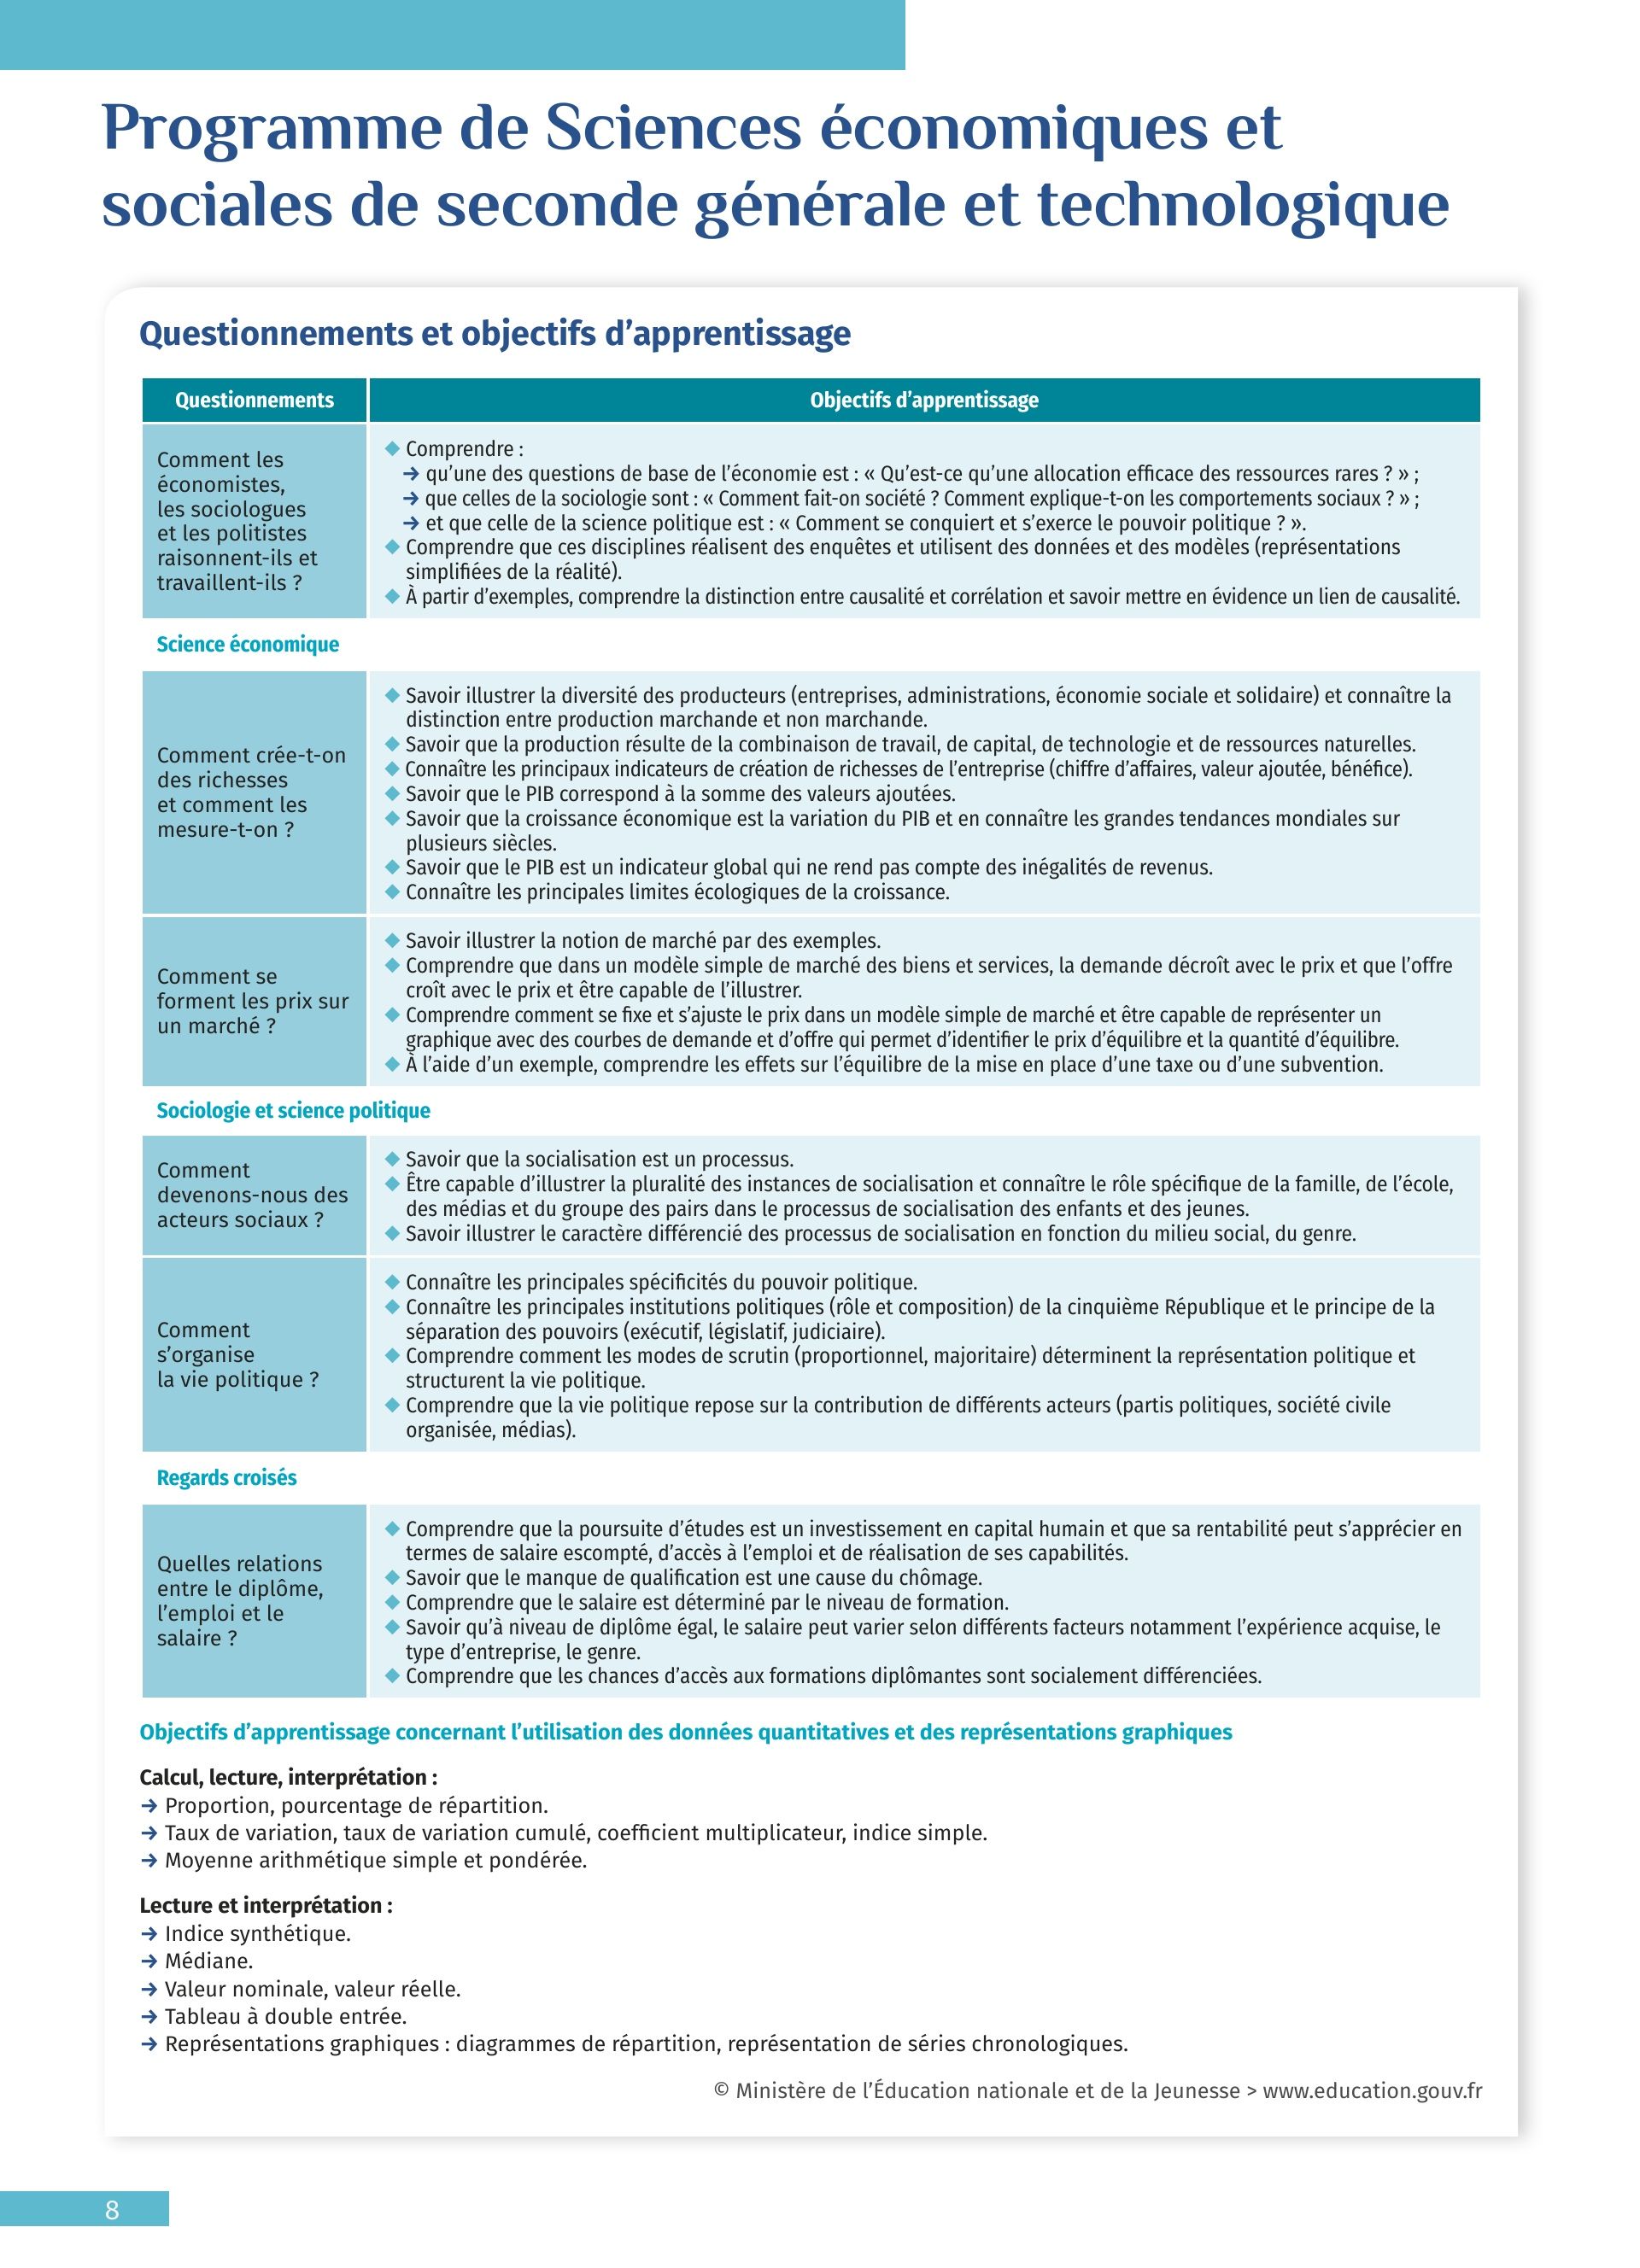 Programme de Sciences économiques et
sociales de seconde générale et technologique
Questionnements et objectifs d’apprentissage
Questionnements
Objectifs d’apprentissage
Comment les
économistes,
les sociologues
et les politistes
raisonnent-ils et
travaillent-ils ?
◆ Comprendre :
→ qu’une des questions de base de l’économie est : « Qu’est-ce qu’une allocation efficace des ressources rares ? » ;
→ que celles de la sociologie sont : « Comment fait-on société ? Comment explique-t-on les comportements sociaux ? » ;
→ et que celle de la science politique est : « Comment se conquiert et s’exerce le pouvoir politique ? ».
◆ Comprendre que ces disciplines réalisent des enquêtes et utilisent des données et des modèles (représentations
simplifiées de la réalité).
◆ À partir d’exemples, comprendre la distinction entre causalité et corrélation et savoir mettre en évidence un lien de causalité.
Science économique
Comment crée-t-on
des richesses
et comment les
mesure-t-on ?
◆ Savoir illustrer la diversité des producteurs (entreprises, administrations, économie sociale et solidaire) et connaître la
distinction entre production marchande et non marchande.
◆ Savoir que la production résulte de la combinaison de travail, de capital, de technologie et de ressources naturelles.
◆ Connaître les principaux indicateurs de création de richesses de l’entreprise (chiffre d’affaires, valeur ajoutée, bénéfice).
◆ Savoir que le PIB correspond à la somme des valeurs ajoutées.
◆ Savoir que la croissance économique est la variation du PIB et en connaître les grandes tendances mondiales sur
plusieurs siècles.
◆ Savoir que le PIB est un indicateur global qui ne rend pas compte des inégalités de revenus.
◆ Connaître les principales limites écologiques de la croissance.
Comment se
forment les prix sur
un marché ?
◆ Savoir illustrer la notion de marché par des exemples.
◆ Comprendre que dans un modèle simple de marché des biens et services, la demande décroît avec le prix et que l’offre
croît avec le prix et être capable de l’illustrer.
◆ Comprendre comment se fixe et s’ajuste le prix dans un modèle simple de marché et être capable de représenter un
graphique avec des courbes de demande et d’offre qui permet d’identifier le prix d’équilibre et la quantité d’équilibre.
◆ À l’aide d’un exemple, comprendre les effets sur l’équilibre de la mise en place d’une taxe ou d’une subvention.
Sociologie et science politique
Comment
devenons-nous des
acteurs sociaux ?
◆ Savoir que la socialisation est un processus.
◆ Être capable d’illustrer la pluralité des instances de socialisation et connaître le rôle spécifique de la famille, de l’école,
des médias et du groupe des pairs dans le processus de socialisation des enfants et des jeunes.
◆ Savoir illustrer le caractère différencié des processus de socialisation en fonction du milieu social, du genre.
Comment
s’organise
la vie politique ?
◆ Connaître les principales spécificités du pouvoir politique.
◆ Connaître les principales institutions politiques (rôle et composition) de la cinquième République et le principe de la
séparation des pouvoirs (exécutif, législatif, judiciaire).
◆ Comprendre comment les modes de scrutin (proportionnel, majoritaire) déterminent la représentation politique et
structurent la vie politique.
◆ Comprendre que la vie politique repose sur la contribution de différents acteurs (partis politiques, société civile
organisée, médias).
Regards croisés
Quelles relations
entre le diplôme,
l’emploi et le
salaire ?
◆ Comprendre que la poursuite d’études est un investissement en capital humain et que sa rentabilité peut s’apprécier en
termes de salaire escompté, d’accès à l’emploi et de réalisation de ses capabilités.
◆ Savoir que le manque de qualification est une cause du chômage.
◆ Comprendre que le salaire est déterminé par le niveau de formation.
◆ Savoir qu’à niveau de diplôme égal, le salaire peut varier selon différents facteurs notamment l’expérience acquise, le
type d’entreprise, le genre.
◆ Comprendre que les chances d’accès aux formations diplômantes sont socialement différenciées.
Objectifs d’apprentissage concernant l’utilisation des données quantitatives et des représentations graphiques
Calcul, lecture, interprétation :
→ Proportion, pourcentage de répartition.
→ Taux de variation, taux de variation cumulé, coefficient multiplicateur, indice simple.
→ Moyenne arithmétique simple et pondérée.
Lecture et interprétation :
→ Indice synthétique.
→ Médiane.
→ Valeur nominale, valeur réelle.
→ Tableau à double entrée.
→ Représentations graphiques : diagrammes de répartition, représentation de séries chronologiques.
© Ministère de l’Éducation nationale et de la Jeunesse > www.education.gouv.fr
8